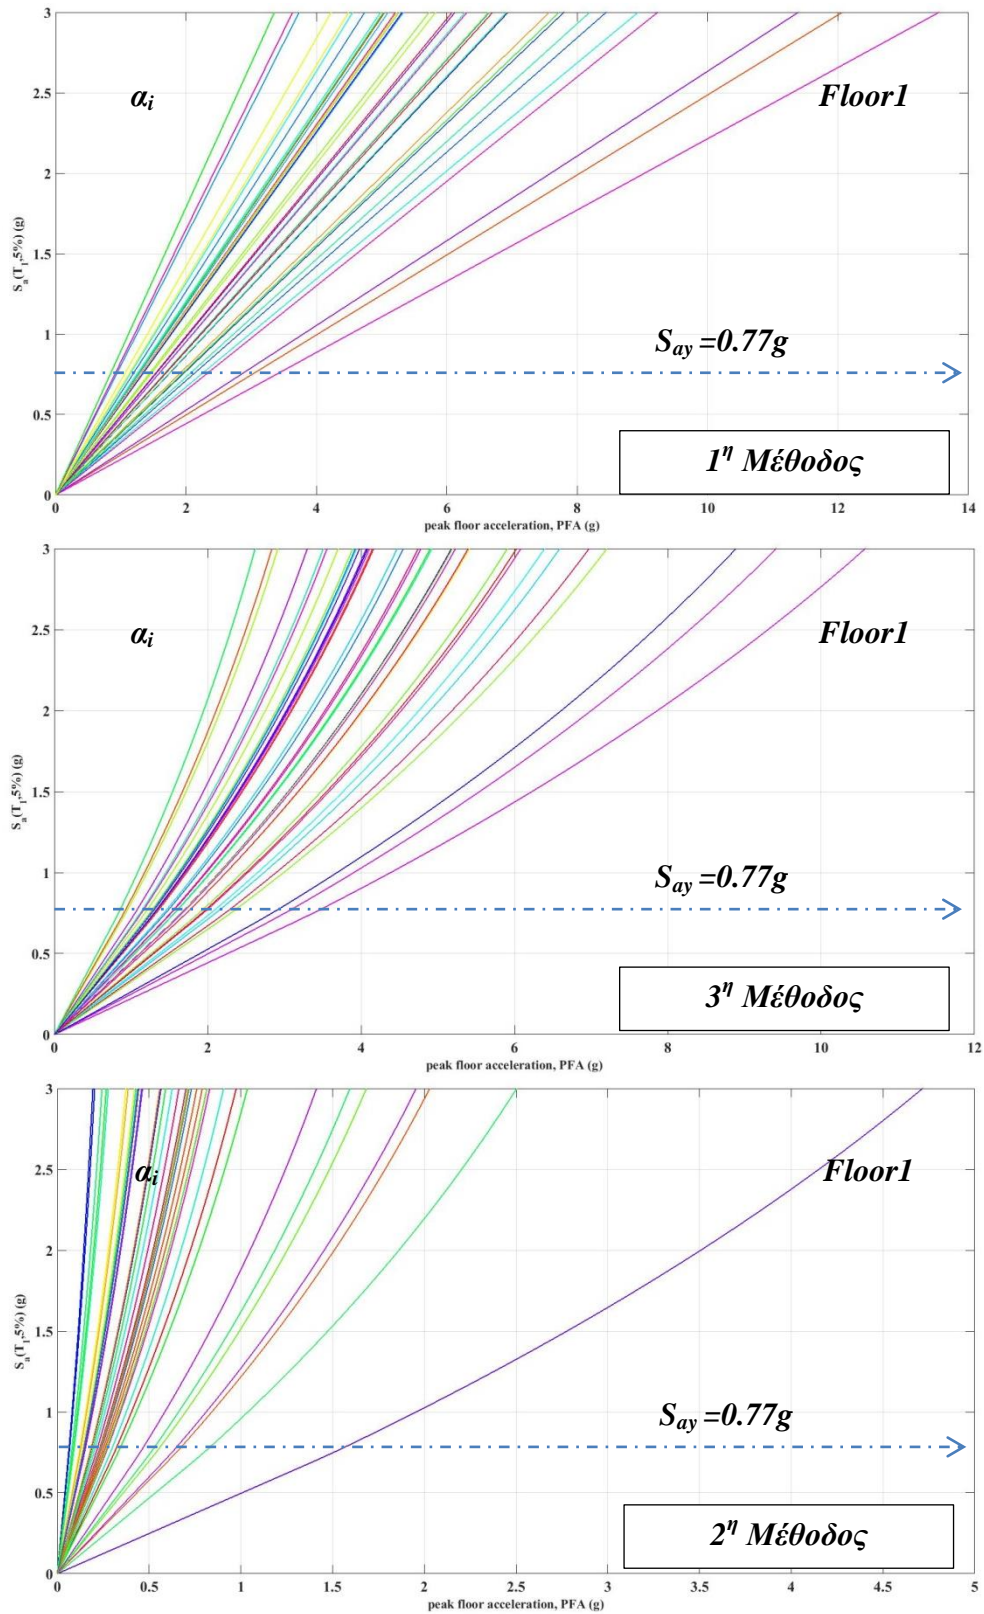 3
2.5
2
1.5
1
0.5
0
S_a(T_1,5%) (g)
α_i
Floor1
S_ay =0.77g
1^η Μέθοδος
0 2 4 6 8 10 12 14
peak floor acceleration, PFA (g)
3
2.5
2
1.5
1
0.5
0
S_a(T_1,5%) (g)
α_i
Floor1
S_ay =0.77g
3^η Μέθοδος
0 2 4 6 8 10 12
peak floor acceleration, PFA (g)
3
2.5
2
1.5
1
0.5
0
S_a(T_1,5%) (g)
α_i
Floor1
S_ay =0.77g
2^η Μέθοδος
0 0.5 1 1.5 2 2.5 3 3.5 4 4.5 5
peak floor acceleration, PFA (g)